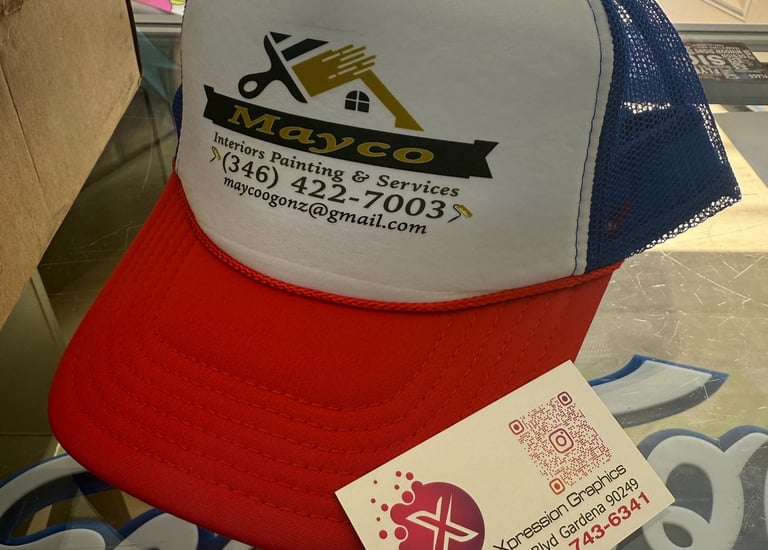 Mayco
Interiors Painting & Services
(346) 422-7003
maycoogonz@gmail.com
Xpression Graphics
Blvd Gardena 90249
743-6341